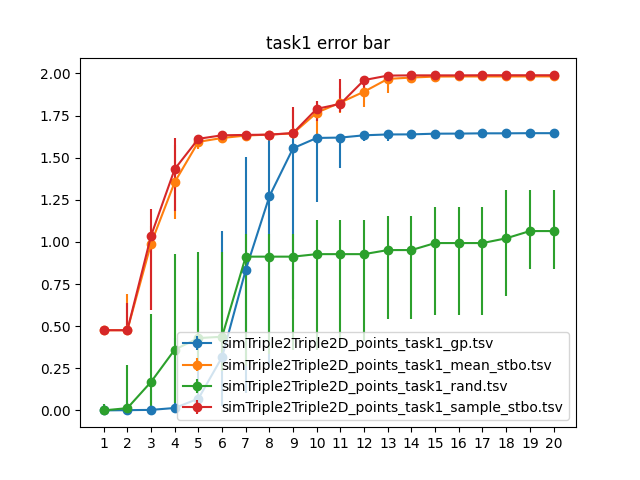 task1 error bar
2.00
1.75
1.50
1.25
1.00
0.75
0.50
0.25
0.00
simTriple2Triple2D_points_task1_gp.tsv
simTriple2Triple2D_points_task1_mean_stbo.tsv
simTriple2Triple2D_points_task1_rand.tsv
simTriple2Triple2D_points_task1_sample_stbo.tsv
1 2 3 4 5 6 7 8 9 10 11 12 13 14 15 16 17 18 19 20